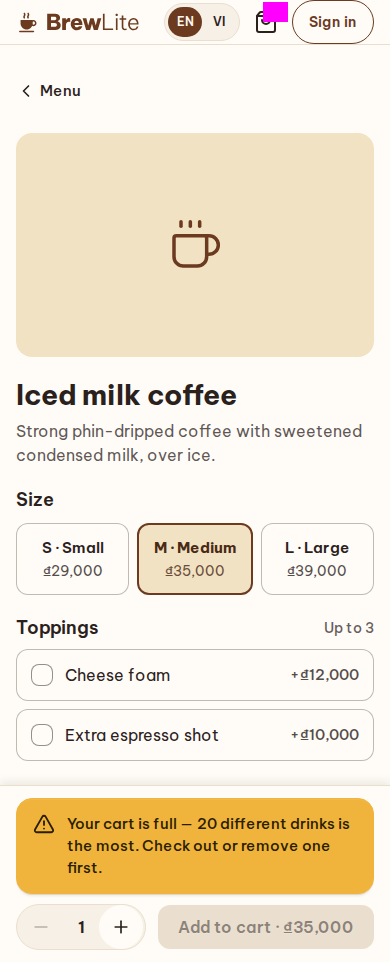 BrewLite
EN
VI
Sign in
Menu
Iced milk coffee
Strong phin-dripped coffee with sweetened
condensed milk, over ice.
Size
S · Small
₫29,000
M · Medium
₫35,000
L · Large
₫39,000
Toppings
Up to 3
Cheese foam
+₫12,000
Extra espresso shot
+₫10,000
Your cart is full — 20 different drinks is
the most. Check out or remove one
first.
1
Add to cart · ₫35,000